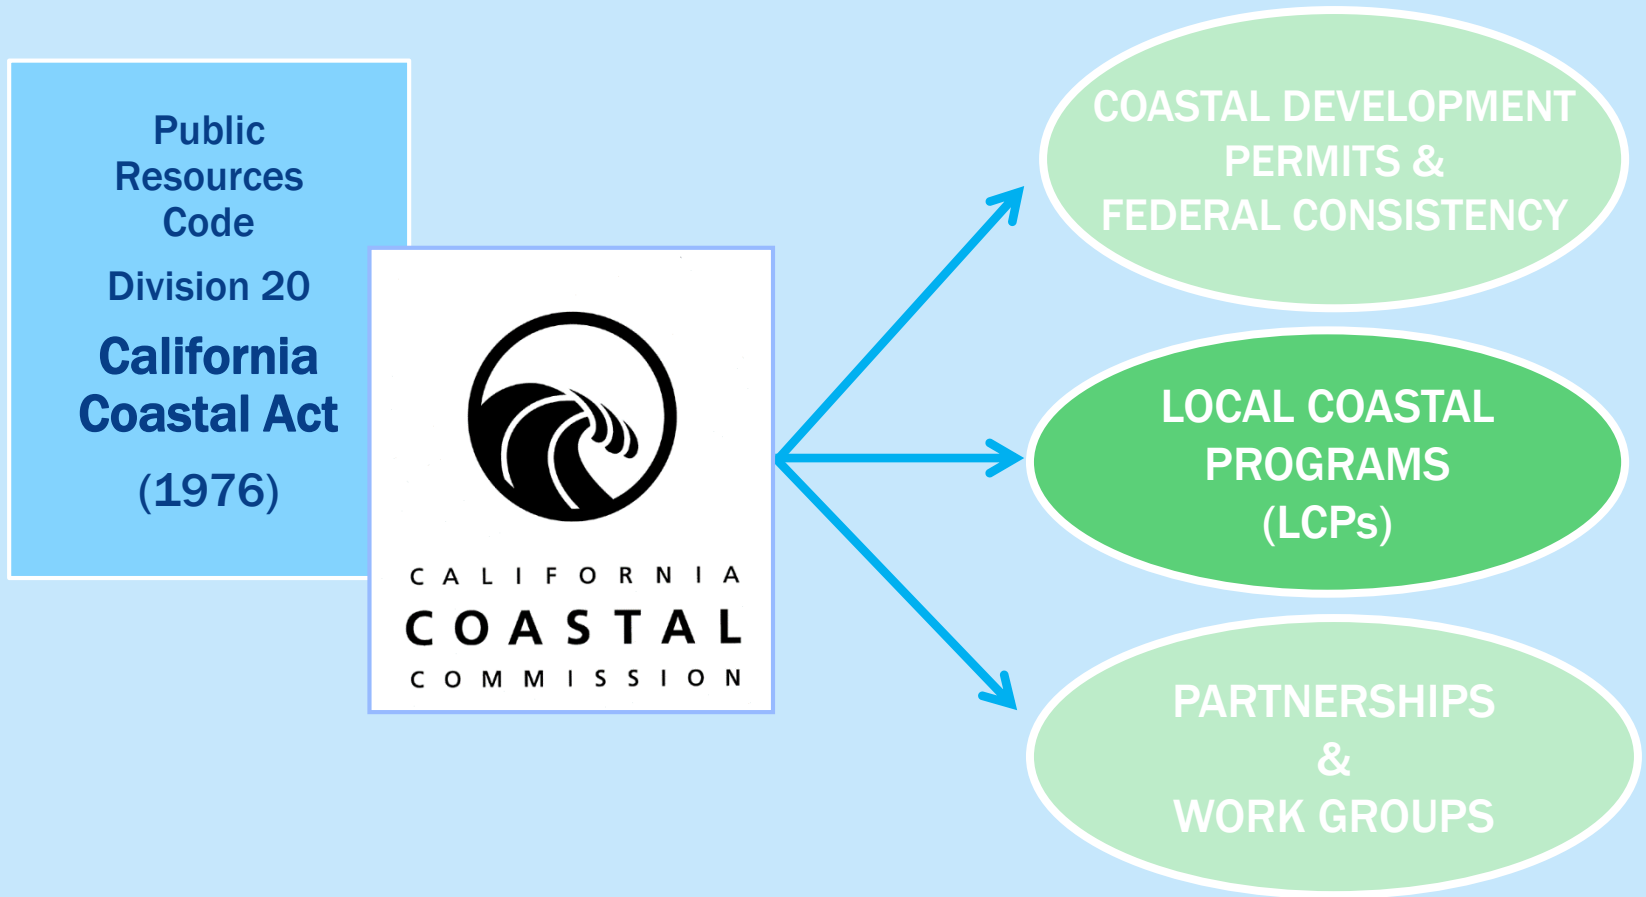 Public
Resources
Code
Division 20
California
Coastal Act
(1976)
CALIFORNIA
COASTAL
COMMISSION
COASTAL DEVELOPMENT
PERMITS &
FEDERAL CONSISTENCY
LOCAL COASTAL
PROGRAMS
(LCPs)
PARTNERSHIPS
&
WORK GROUPS